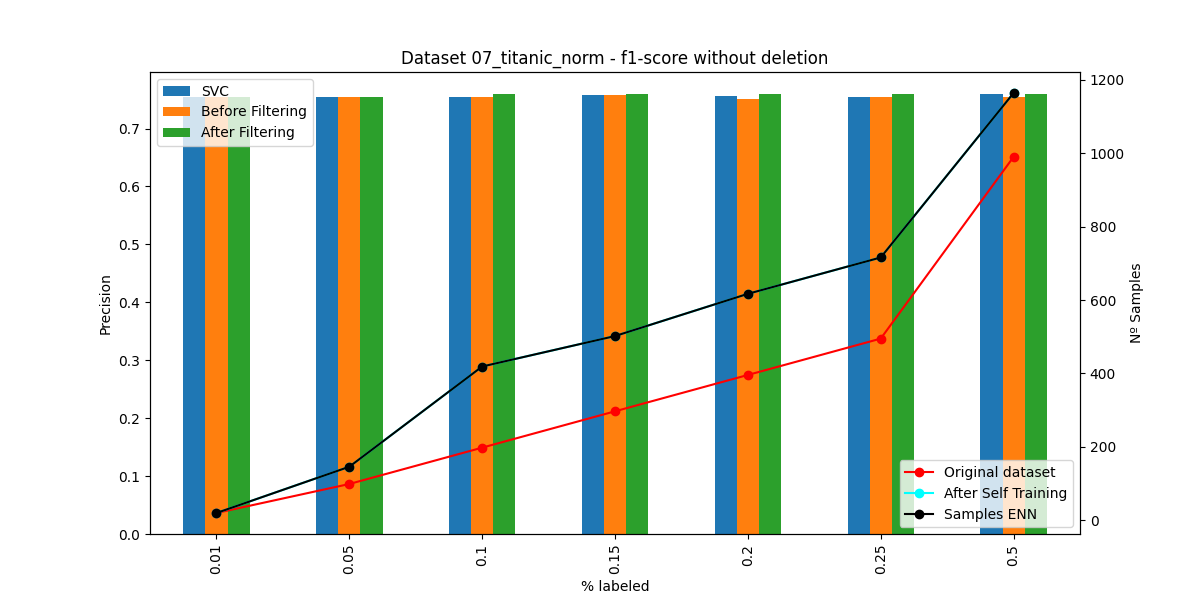 Dataset 07_titanic_norm - f1-score without deletion
SVC
Before Filtering
After Filtering
0.7
0.6
0.5
0.4
0.3
0.2
0.1
0.0
Precision
1200
1000
800
600
400
200
0
Nº Samples
Original dataset
After Self Training
Samples ENN
0.01
0.05
0.1
0.15
0.2
0.25
0.5
% labeled